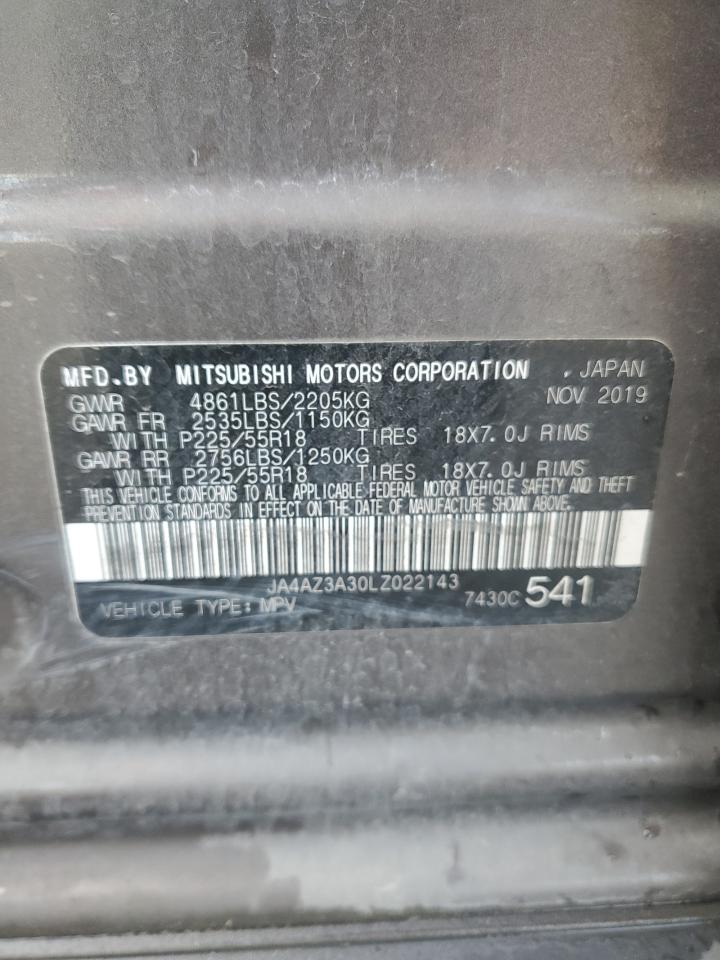 MFD.BY MITSUBISHI MOTORS CORPORATION , JAPAN
GWR 4861LBS/2205KG NOV 2019
GAWR FR 2535LBS/1150KG
WITH P225/55R18 TIRES 18X7.0J RIMS
GAWR RR 2756LBS/1250KG
WITH P225/55R18 TIRES 18X7.0J RIMS
THIS VEHICLE CONFORMS TO ALL APPLICABLE FEDERAL MOTOR VEHICLE SAFETY AND THEFT
PREVENTION STANDARDS IN EFFECT ON THE DATE OF MANUFACTURE SHOWN ABOVE.
JA4AZ3A30LZ022143
VEHICLE TYPE: MPV 7430C 541